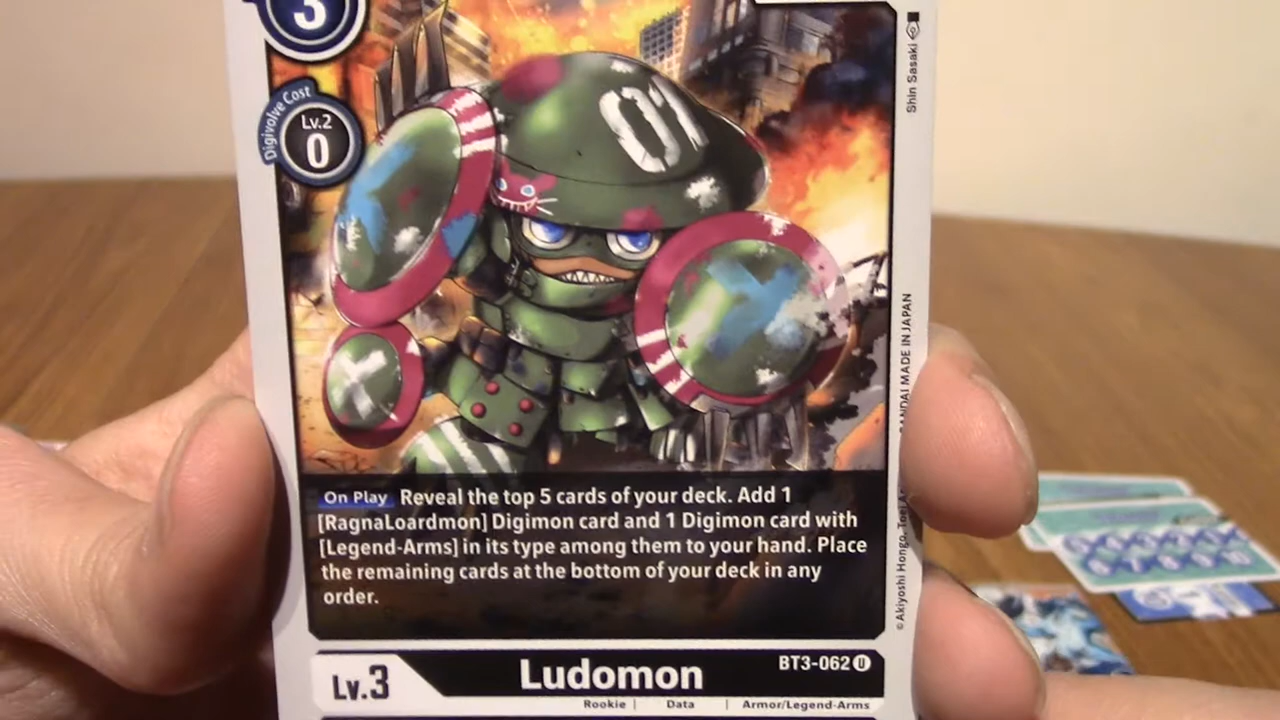 3
Digivolve Cost
Lv.2
0
01
Shin Sasaki
BANDAI MADE IN JAPAN
©Akiyoshi Hongo, Toei
On Play Reveal the top 5 cards of your deck. Add 1
[RagnaLoardmon] Digimon card and 1 Digimon card with
[Legend-Arms] in its type among them to your hand. Place
the remaining cards at the bottom of your deck in any
order.
Lv.3
Ludomon
BT3-062 U
Rookie | Data | Armor/Legend-Arms